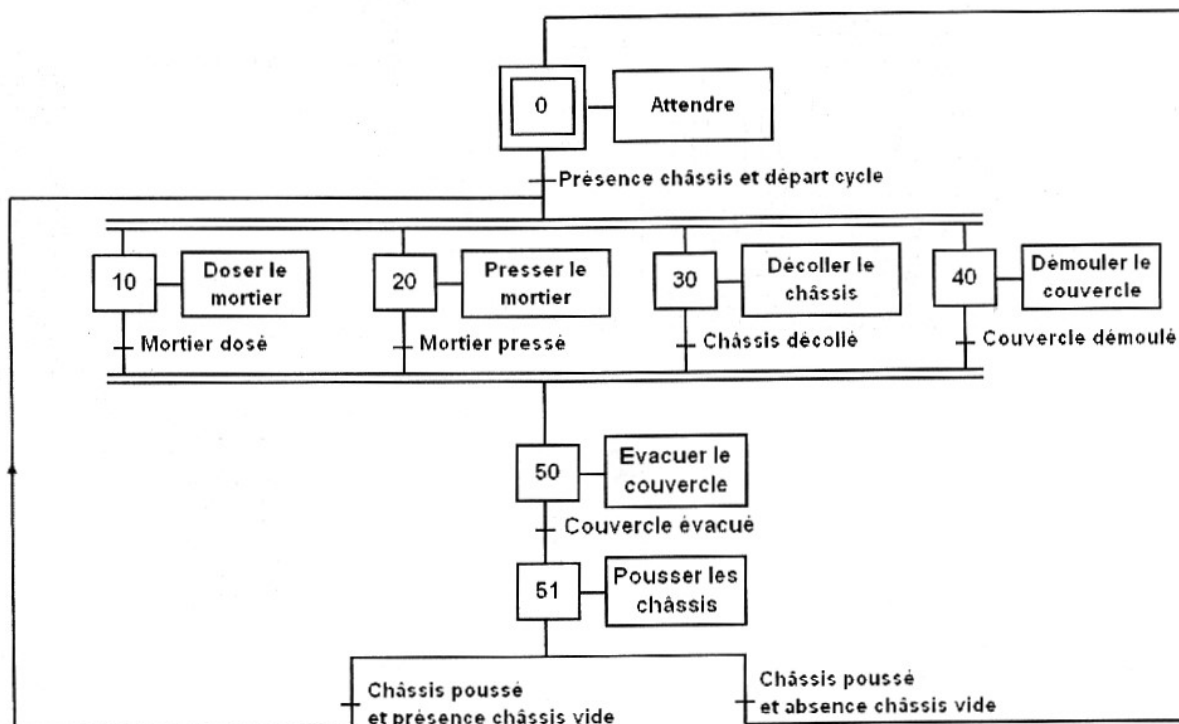 0
Attendre
Présence châssis et départ cycle
10
Doser le
mortier
20
Presser le
mortier
30
Décoller le
châssis
40
Démouler le
couvercle
Mortier dosé
Mortier pressé
Châssis décollé
Couvercle démoulé
50
Evacuer le
couvercle
Couvercle évacué
51
Pousser les
châssis
Châssis poussé
et présence châssis vide
Châssis poussé
et absence châssis vide